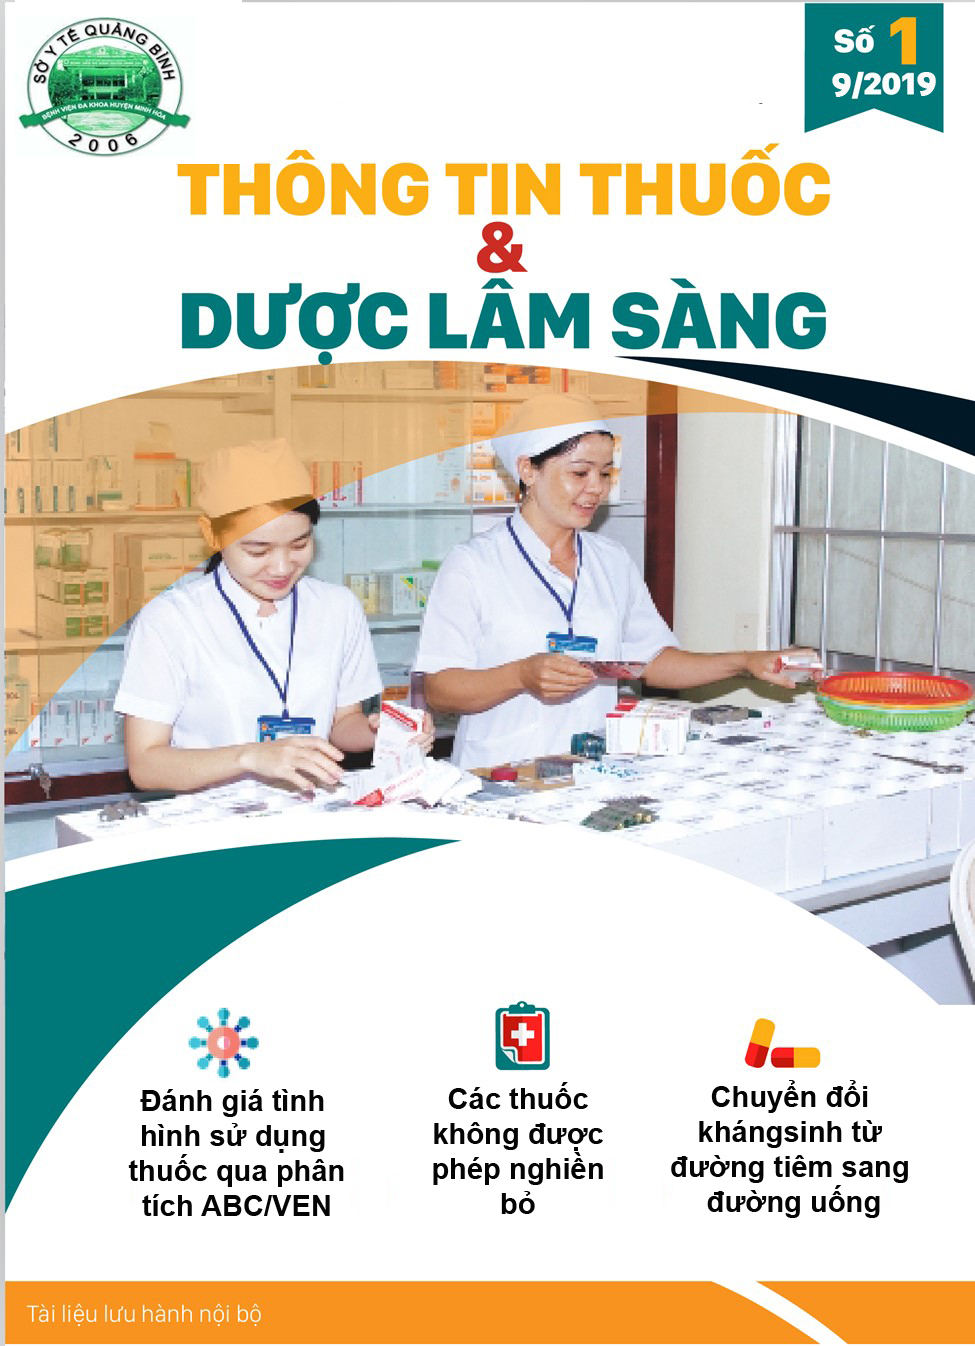 SỞ Y TẾ QUẢNG BÌNH
BỆNH VIỆN ĐA KHOA HUYỆN MINH HÓA
2006
Số 1
9/2019
THÔNG TIN THUỐC
&
DƯỢC LÂM SÀNG
Đánh giá tình
hình sử dụng
thuốc qua phân
tích ABC/VEN
Các thuốc
không được
phép nghiền
bỏ
Chuyển đổi
khángsinh từ
đường tiêm sang
đường uống
Tài liệu lưu hành nội bộ